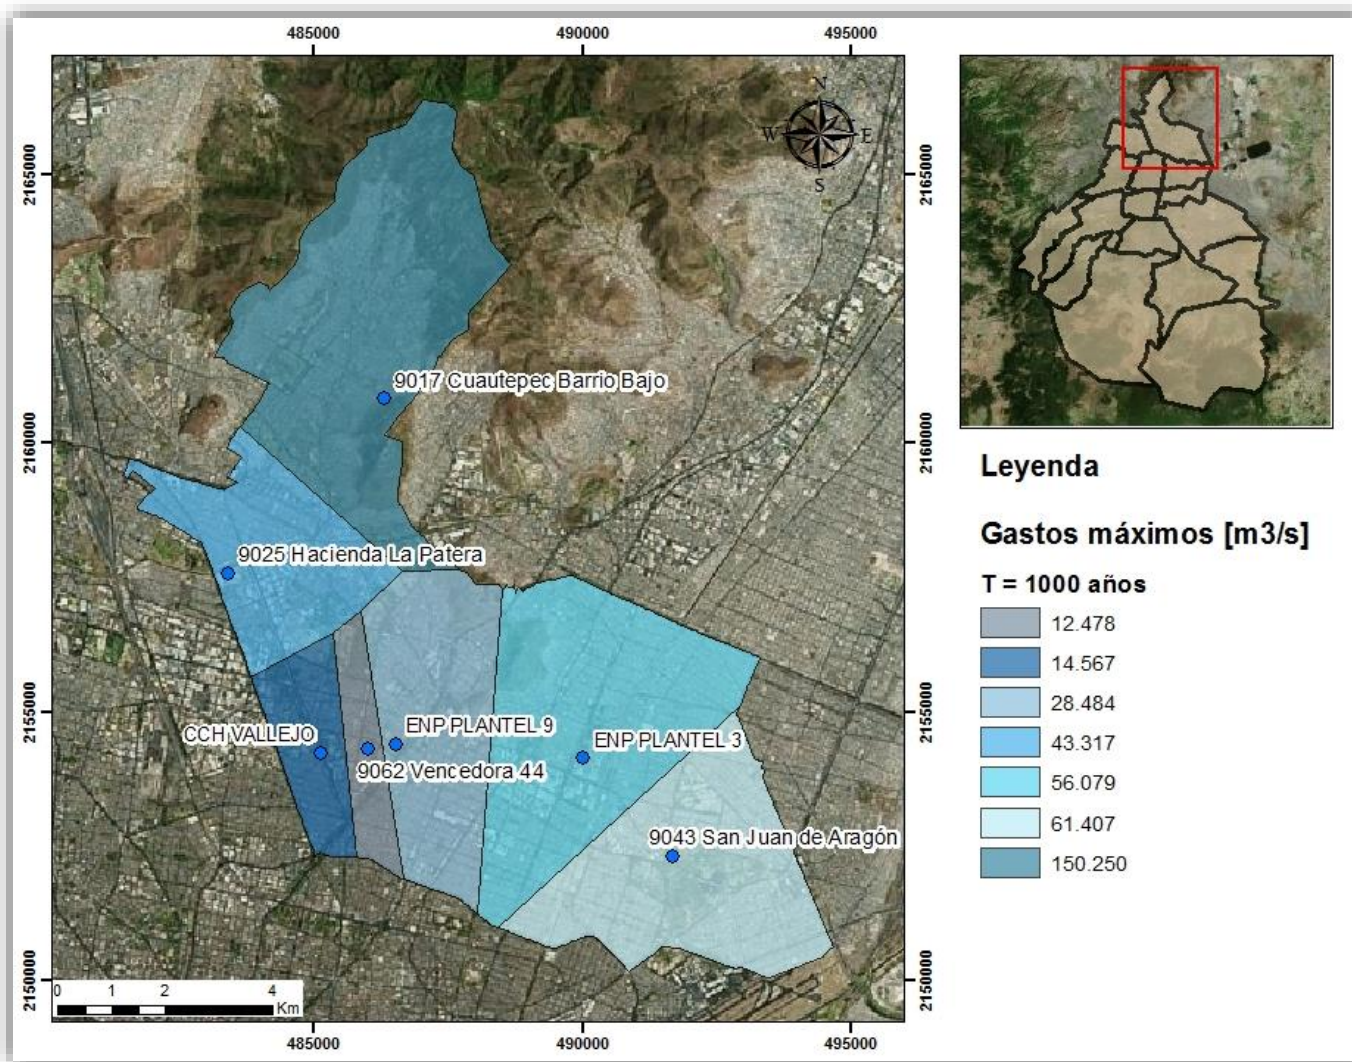 485000
490000
495000
2165000
2165000
N
W
E
S
9017 Cuautepec Barrio Bajo
2160000
2160000
9025 Hacienda La Patera
2155000
2155000
CCH VALLEJO
ENP PLANTEL 9
ENP PLANTEL 3
9062 Vencedora 44
9043 San Juan de Aragón
2150000
2150000
0 1 2 4
Km
485000
490000
495000
Leyenda
Gastos máximos [m3/s]
T = 1000 años
12.478
14.567
28.484
43.317
56.079
61.407
150.250